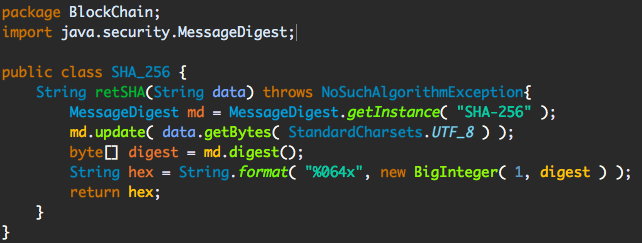 package BlockChain;
import java.security.MessageDigest;
public class SHA_256 {
String retSHA(String data) throws NoSuchAlgorithmException{
MessageDigest md = MessageDigest.getInstance( "SHA-256" );
md.update( data.getBytes( StandardCharsets.UTF_8 ) );
byte[] digest = md.digest();
String hex = String.format( "%064x", new BigInteger( 1, digest ) );
return hex;
}
}